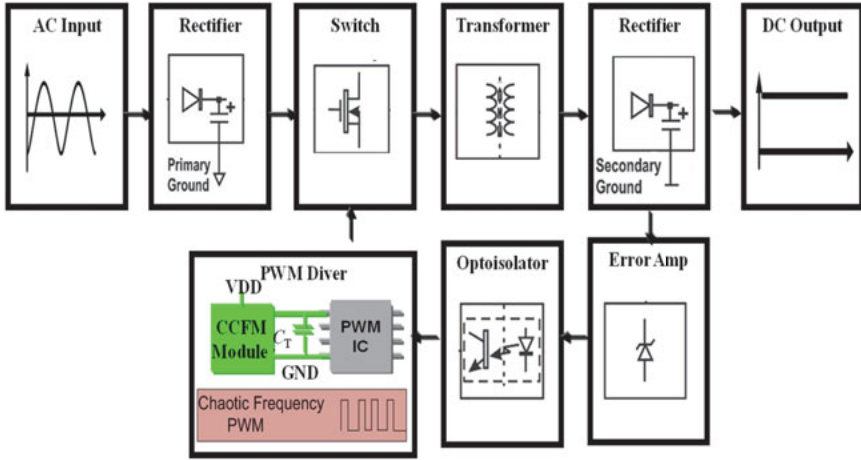 AC Input
Rectifier
Switch
Transformer
Rectifier
DC Output
+
Primary
Ground
+
Secondary
Ground
PWM Diver
VDD
CCFM
Module
CT
PWM
IC
GND
Chaotic Frequency
PWM
Optoisolator
Error Amp